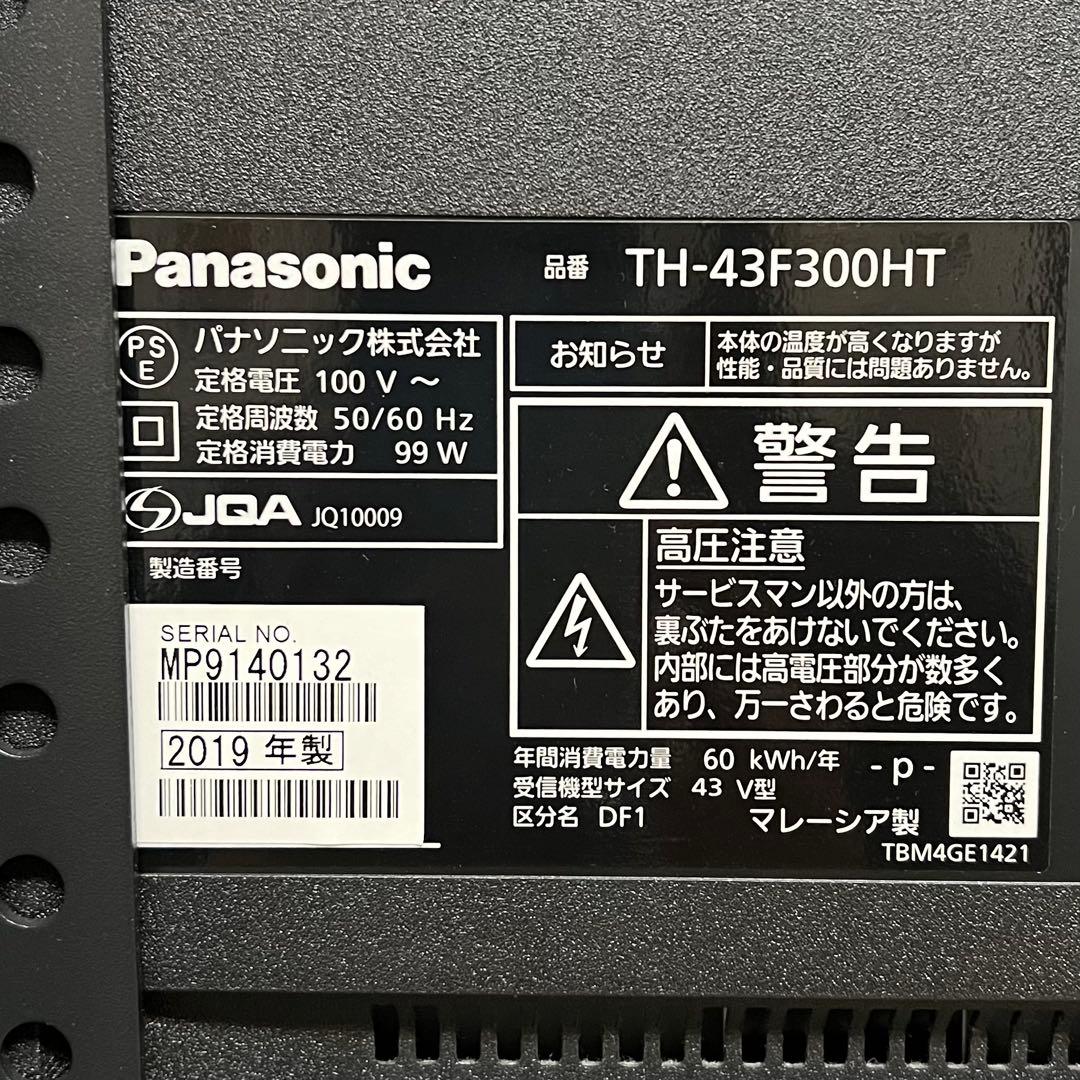 Panasonic
品番 TH-43F300HT
PS
E
パナソニック株式会社
定格電圧 100 V ～
定格周波数 50/60 Hz
定格消費電力 99 W
JQA JQ10009
製造番号
SERIAL NO.
MP9140132
2019 年製
お知らせ
本体の温度が高くなりますが
性能・品質には問題ありません。
警告
高圧注意
サービスマン以外の方は、
裏ぶたをあけないでください。
内部には高電圧部分が数多く
あり、万一さわると危険です。
年間消費電力量 60 kWh/年
受信機型サイズ 43 V型
区分名 DF1
- p -
マレーシア製
TBM4GE1421